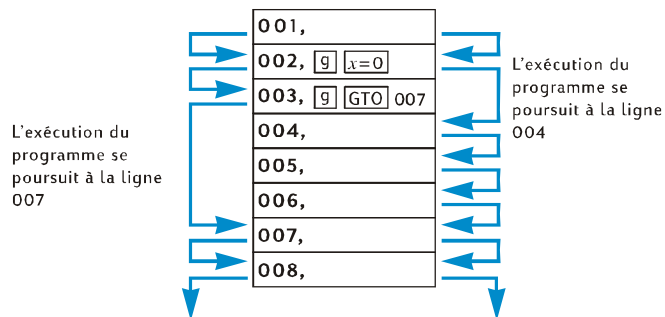 001,
002, g x=0
003, g GTO 007
004,
005,
006,
007,
008,
L'exécution du
programme se
poursuit à la ligne
007
L'exécution du
programme se
poursuit à la ligne
004